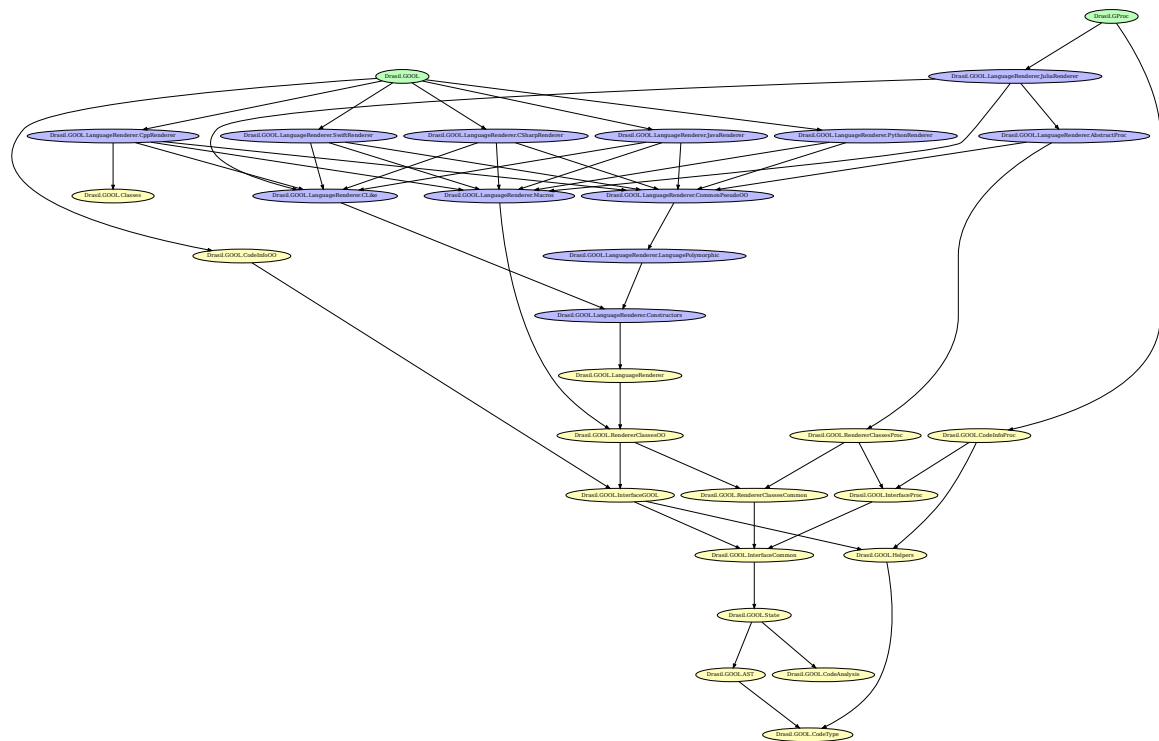 Drasil.GProc
Drasil.GOOL
Drasil.GOOL.LanguageRenderer.JuliaRenderer
Drasil.GOOL.LanguageRenderer.CppRenderer
Drasil.GOOL.LanguageRenderer.SwiftRenderer
Drasil.GOOL.LanguageRenderer.CSharpRenderer
Drasil.GOOL.LanguageRenderer.JavaRenderer
Drasil.GOOL.LanguageRenderer.PythonRenderer
Drasil.GOOL.LanguageRenderer.AbstractProc
Drasil.GOOL.Classes
Drasil.GOOL.LanguageRenderer.CLike
Drasil.GOOL.LanguageRenderer.Macros
Drasil.GOOL.LanguageRenderer.CommonPseudoOO
Drasil.GOOL.CodeInfoOO
Drasil.GOOL.LanguageRenderer.LanguagePolymorphic
Drasil.GOOL.LanguageRenderer.Constructors
Drasil.GOOL.LanguageRenderer
Drasil.GOOL.RendererClassesOO
Drasil.GOOL.RendererClassesProc
Drasil.GOOL.CodeInfoProc
Drasil.GOOL.InterfaceGOOL
Drasil.GOOL.RendererClassesCommon
Drasil.GOOL.InterfaceProc
Drasil.GOOL.InterfaceCommon
Drasil.GOOL.Helpers
Drasil.GOOL.State
Drasil.GOOL.AST
Drasil.GOOL.CodeAnalysis
Drasil.GOOL.CodeType